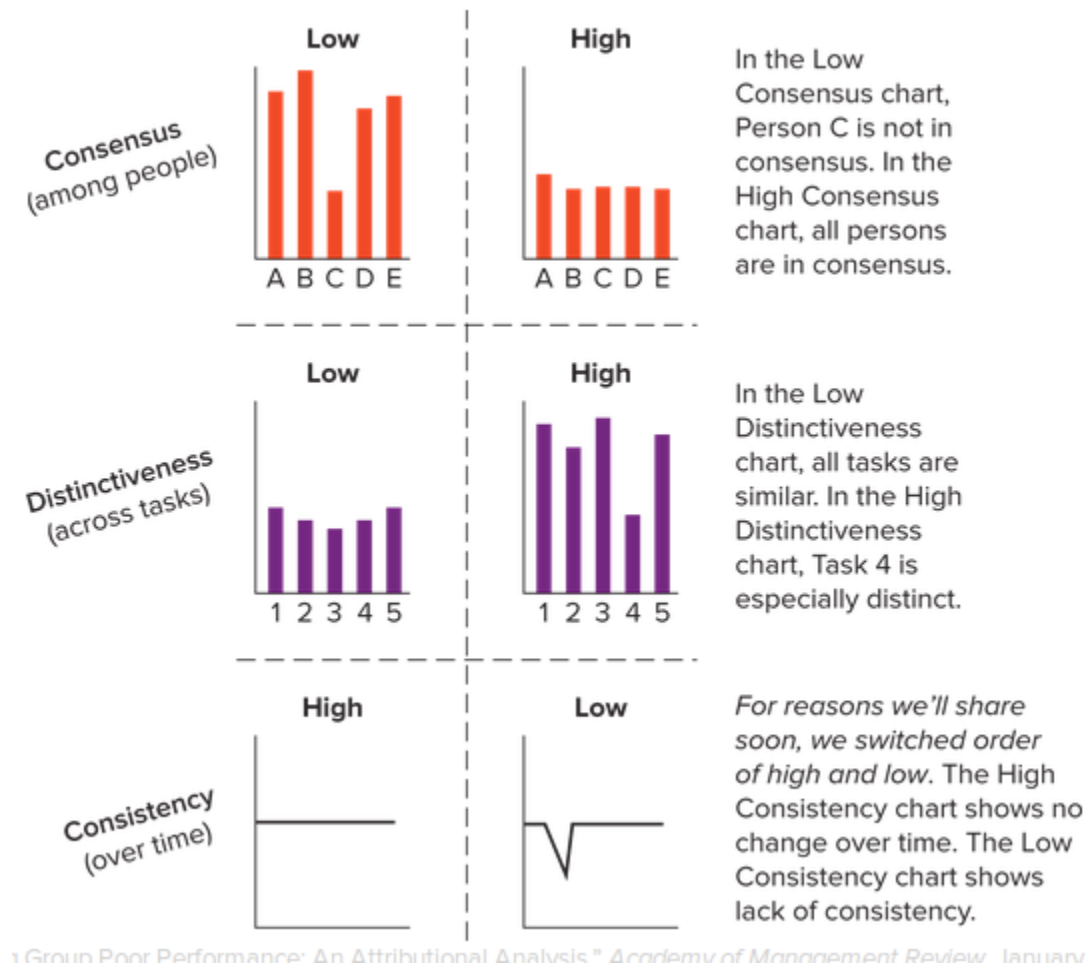 Low
High
Consensus
(among people)
A B C D E
A B C D E
In the Low
Consensus chart,
Person C is not in
consensus. In the
High Consensus
chart, all persons
are in consensus.
Low
High
Distinctiveness
(across tasks)
1 2 3 4 5
1 2 3 4 5
In the Low
Distinctiveness
chart, all tasks are
similar. In the High
Distinctiveness
chart, Task 4 is
especially distinct.
High
Low
Consistency
(over time)
For reasons we'll share
soon, we switched order
of high and low. The High
Consistency chart shows no
change over time. The Low
Consistency chart shows
lack of consistency.
Group Poor Performance: An Attributional Analysis," Academy of Management Review, January